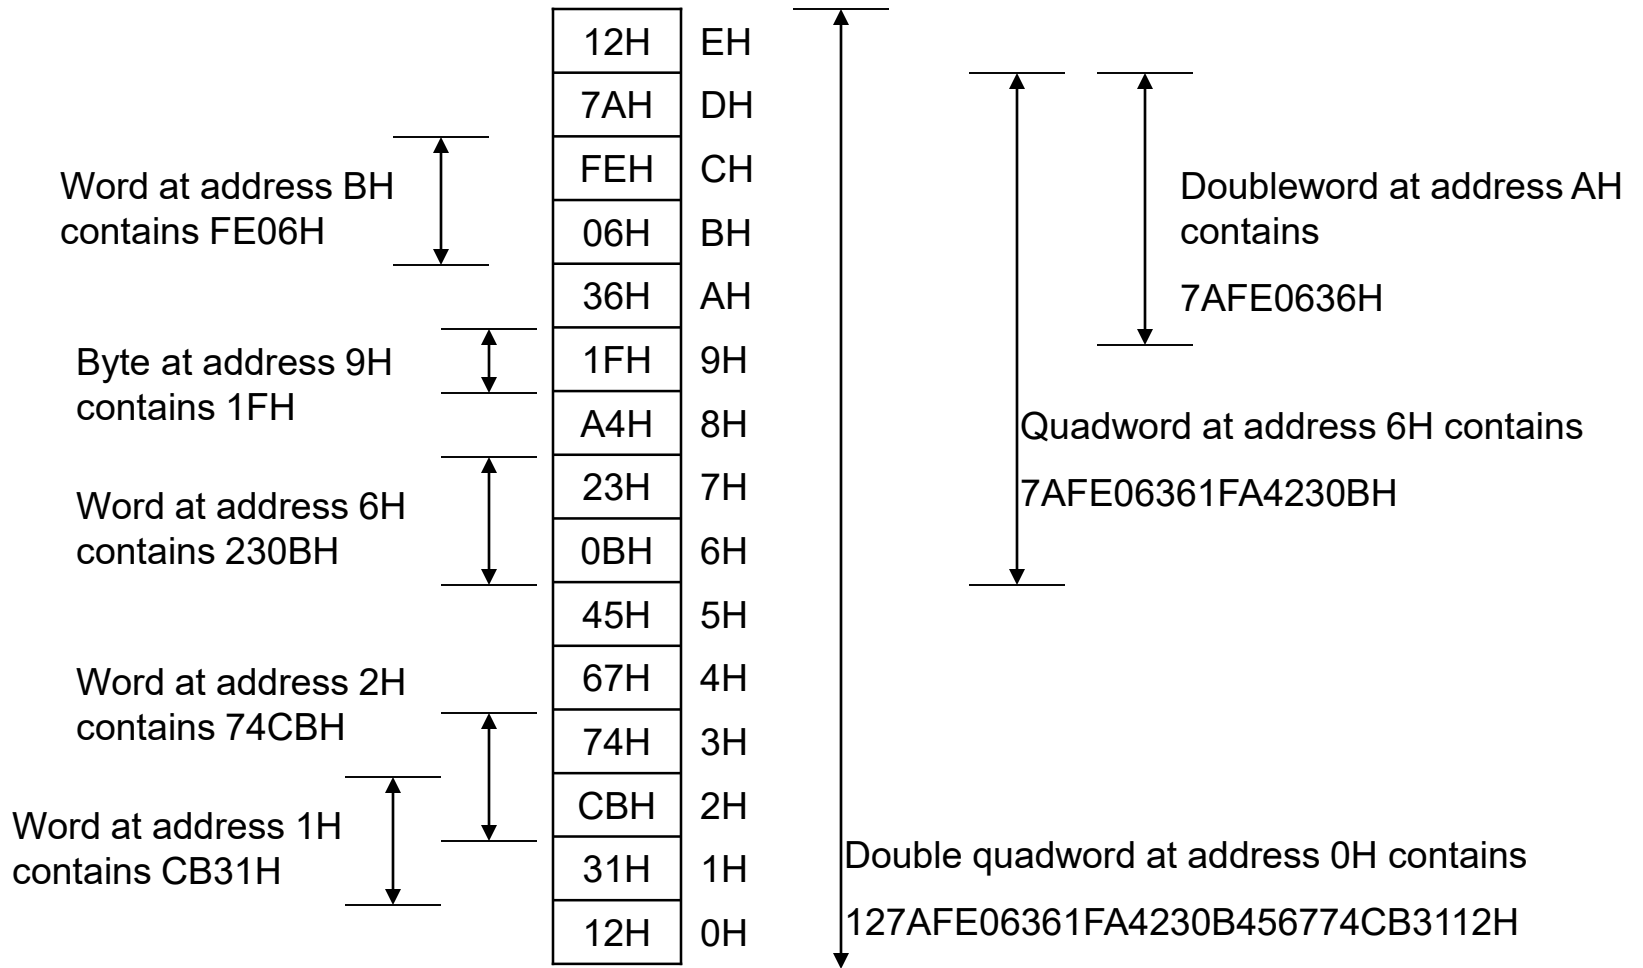 12H EH
7AH DH
FEH CH
06H BH
36H AH
1FH 9H
A4H 8H
23H 7H
0BH 6H
45H 5H
67H 4H
74H 3H
CBH 2H
31H 1H
12H 0H
Word at address BH
contains FE06H
Byte at address 9H
contains 1FH
Word at address 6H
contains 230BH
Word at address 2H
contains 74CBH
Word at address 1H
contains CB31H
Doubleword at address AH
contains
7AFE0636H
Quadword at address 6H contains
7AFE06361FA4230BH
Double quadword at address 0H contains
127AFE06361FA4230B456774CB3112H